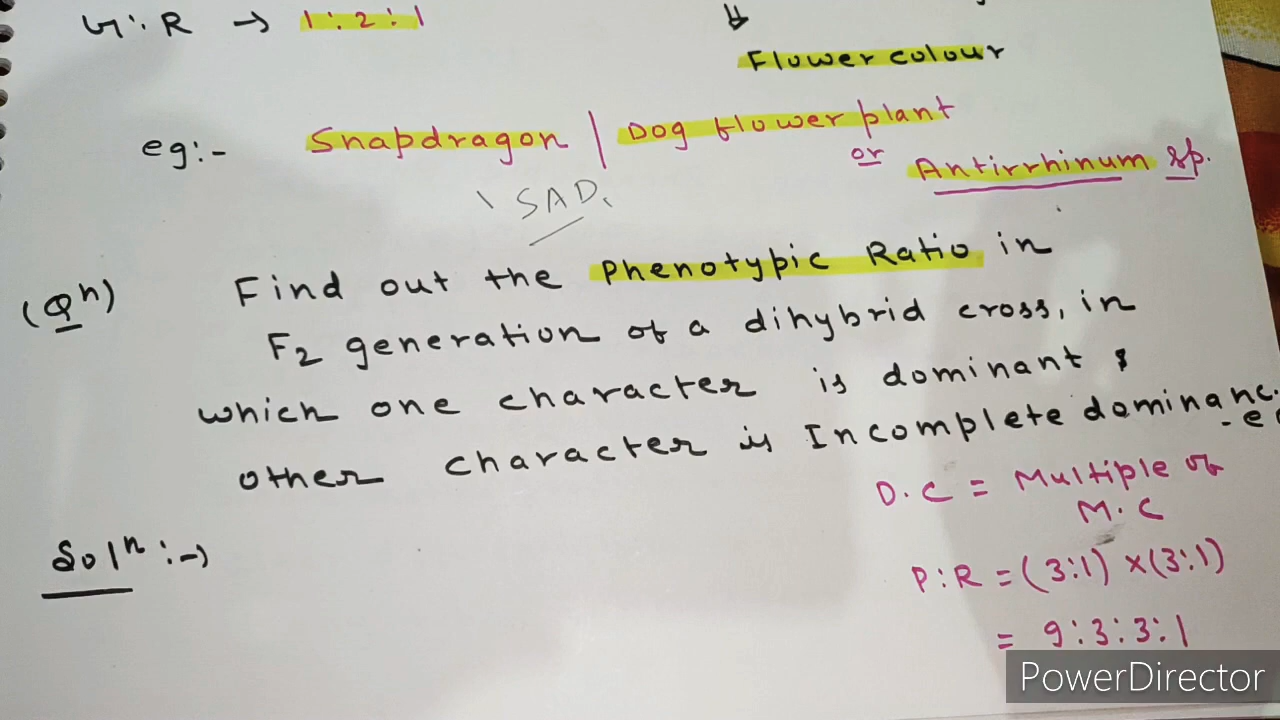 G:R → 1:2:1
↓
Flower colour
eg:- Snapdragon | Dog flower plant
or Antirrhinum sp.
\ SAD.
(Qⁿ) Find out the Phenotypic Ratio in
F₂ generation of a dihybrid cross, in
which one character is dominant &
other character is Incomplete dominanc.
-e
D.C = Multiple of
M.C
Solⁿ:→
P:R = (3:1) ×(3:1)
= 9:3:3:1
PowerDirector